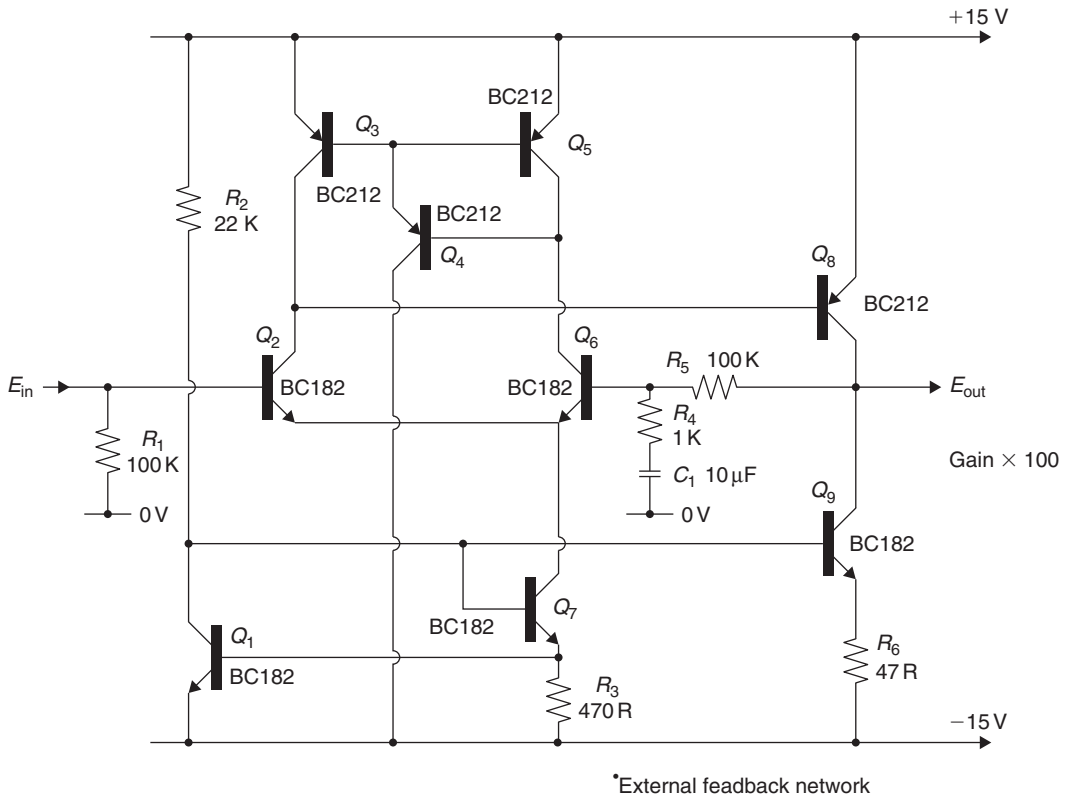 +15 V
BC212
Q3
Q5
BC212
R2
22 K
BC212
Q4
Q8
BC212
Q2
Q6
R5 100 K
Ein
BC182
BC182
Eout
R4
1 K
R1
100 K
Gain × 100
C1 10 µF
Q9
0 V
0 V
BC182
Q7
BC182
Q1
R6
47 R
BC182
R3
470 R
−15 V
•External feadback network